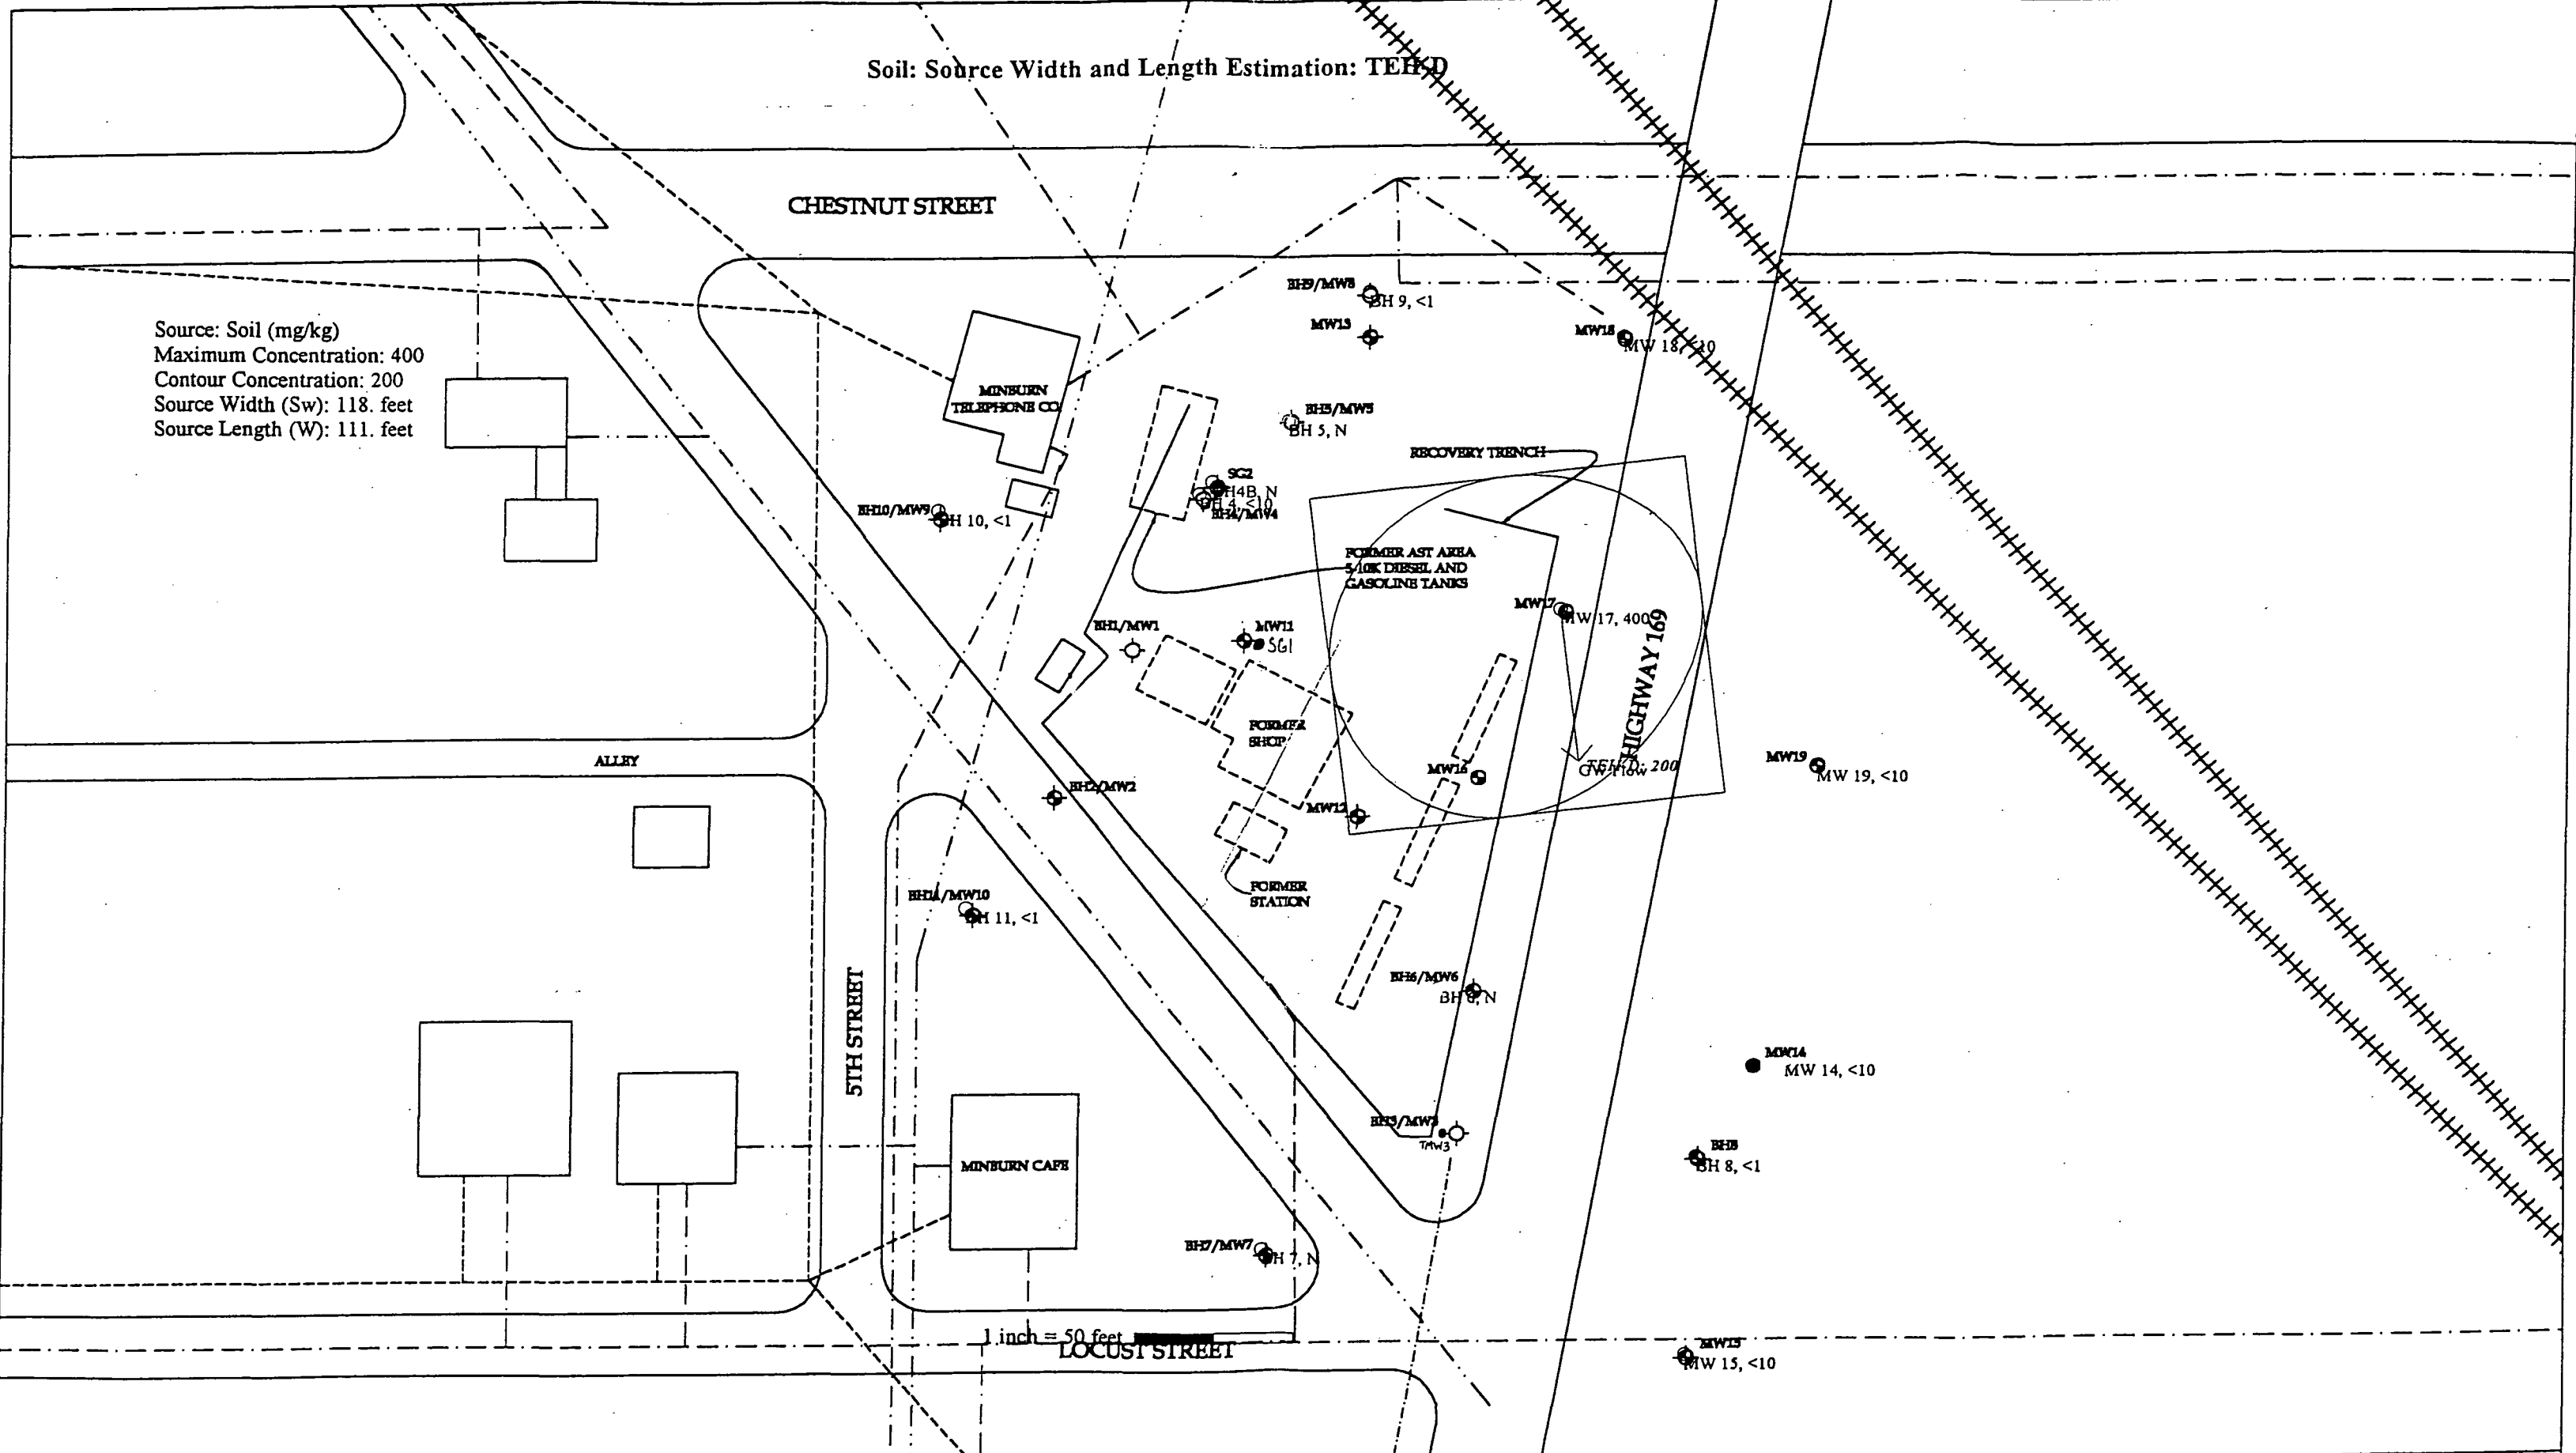 Soil: Source Width and Length Estimation: TEH-D
CHESTNUT STREET
Source: Soil (mg/kg)
Maximum Concentration: 400
Contour Concentration: 200
Source Width (Sw): 118. feet
Source Length (W): 111. feet
BH9/MW8
BH 9, <1
MW13
MW18
MW 18, <10
MINBURN
TELEPHONE CO.
BH5/MW5
BH 5, N
RECOVERY TRENCH
SG2
BH4B, N
BH 4, <10
BH4/MW4
BH10/MW9
BH 10, <1
FORMER AST AREA
5/10K DIESEL AND
GASOLINE TANKS
MW17
MW 17, 400
HIGHWAY 169
BH1/MW1
MW11
SG1
FORMER
SHOP
ALLEY
MW16
GW Flow
TEH-D: 200
MW19
MW 19, <10
BH2/MW2
MW12
FORMER
STATION
BH11/MW10
BH 11, <1
5TH STREET
BH6/MW6
BH 6, N
MW14
MW 14, <10
BH3/MW3
TMW3
BH8
BH 8, <1
MINBURN CAFE
BH7/MW7
BH 7, N
1 inch = 50 feet
LOCUST STREET
MW15
MW 15, <10